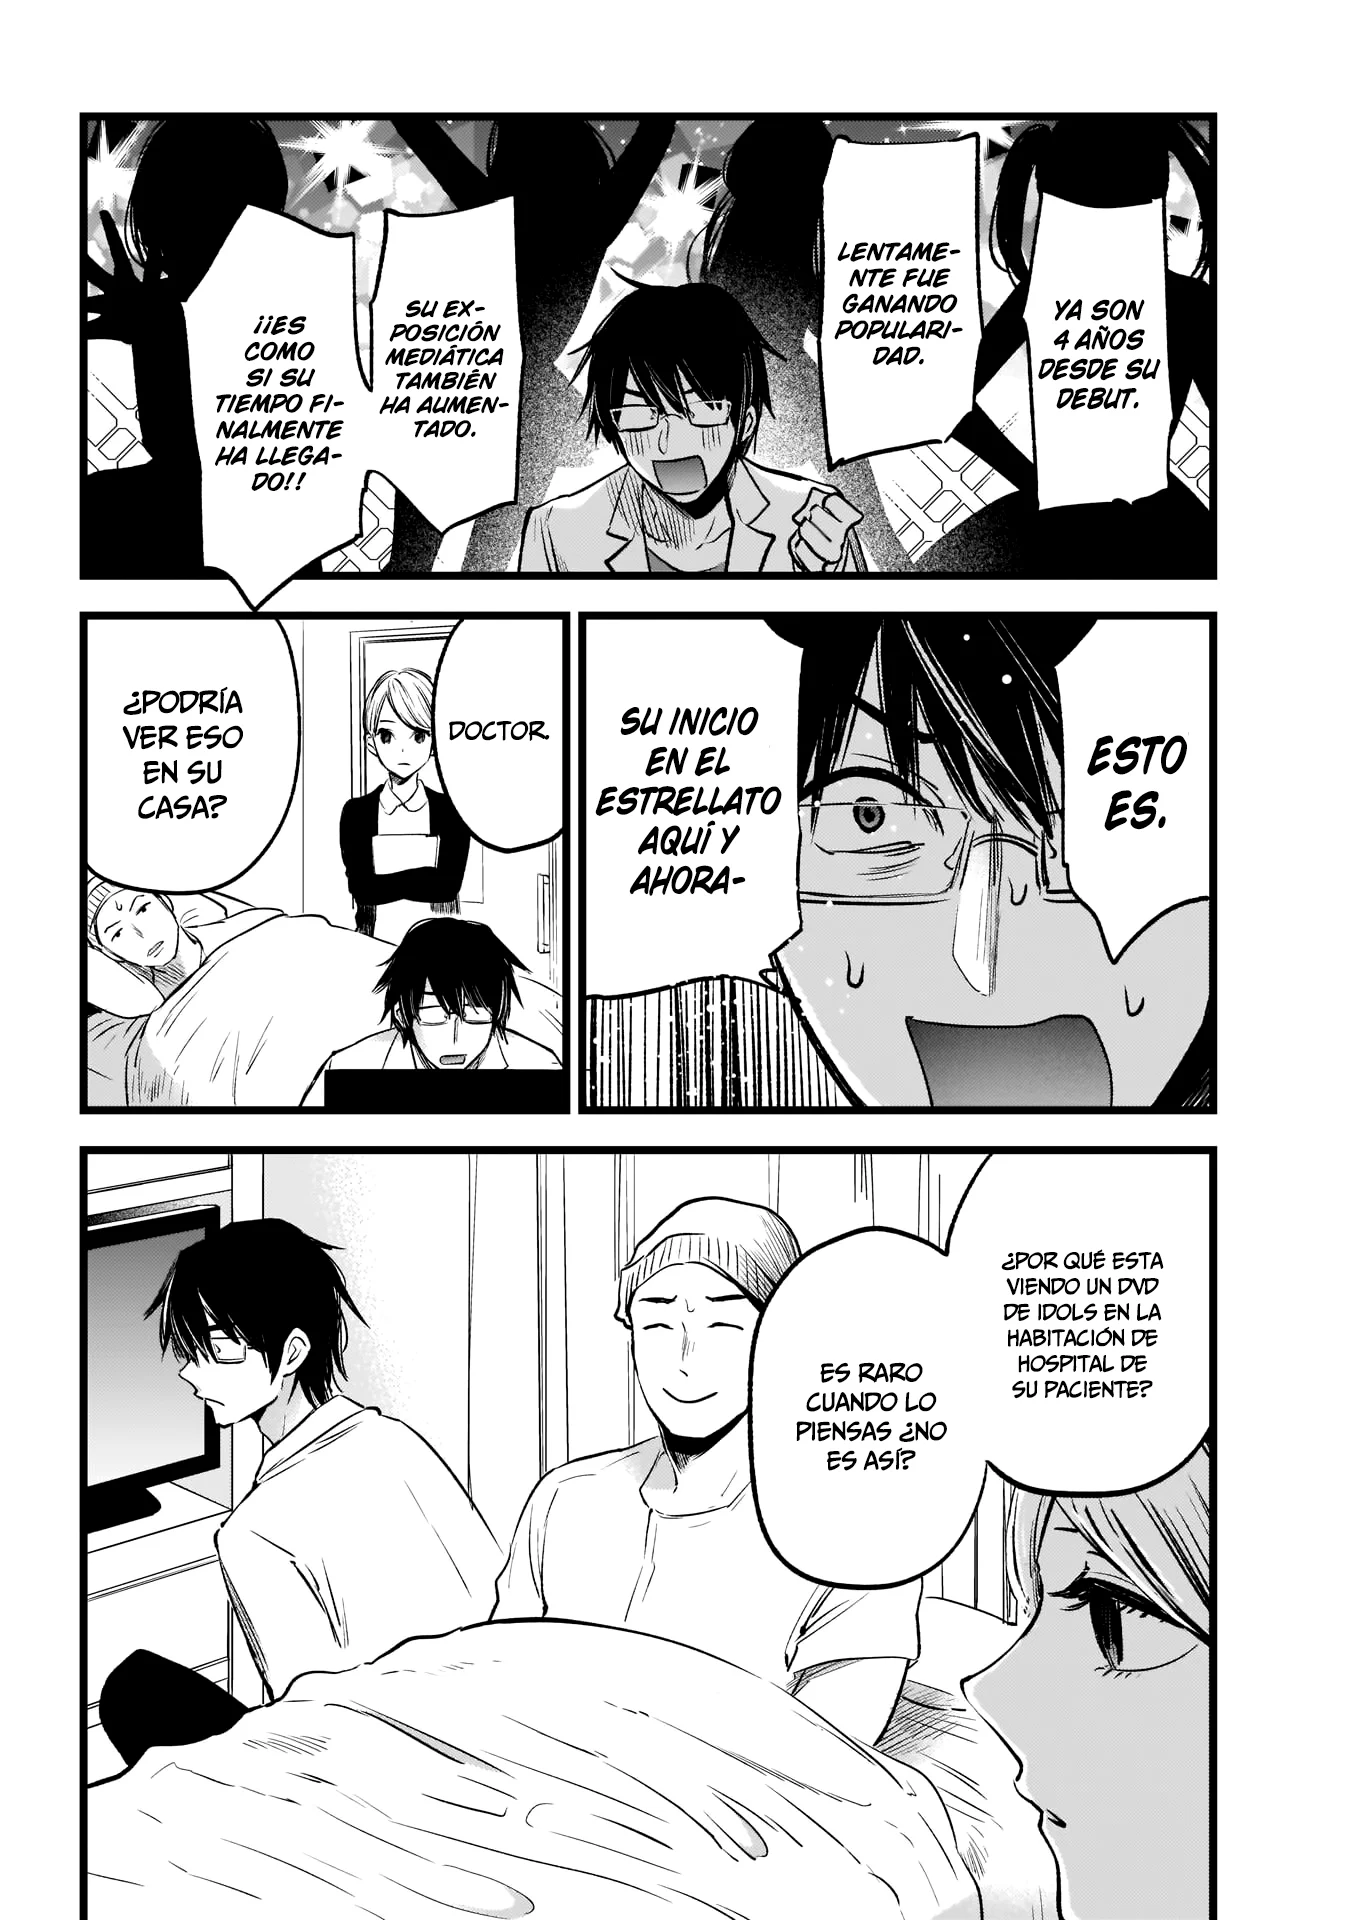 YA SON
4 AÑOS
DESDE SU
DEBUT.
LENTAME-
NTE FUE
GANANDO
POPULARI-
DAD.
SU EX-
POSICIÓN
MEDIÁTICA
TAMBIÉN
HA AUMEN-
TADO.
¡¡ES
COMO
SI SU
TIEMPO FI-
NALMENTE
HA LLEGA-
DO!!
ESTO
ES.
SU INICIO
EN EL
ESTRELLATO
AQUÍ Y
AHORA-
DOCTOR.
¿PODRÍA
VER ESO
EN SU
CASA?
¿POR QUÉ ESTA
VIENDO UN DVD
DE IDOLS EN LA
HABITACIÓN DE
HOSPITAL DE
SU PACIENTE?
ES RARO
CUANDO LO
PIENSAS ¿NO
ES ASÍ?